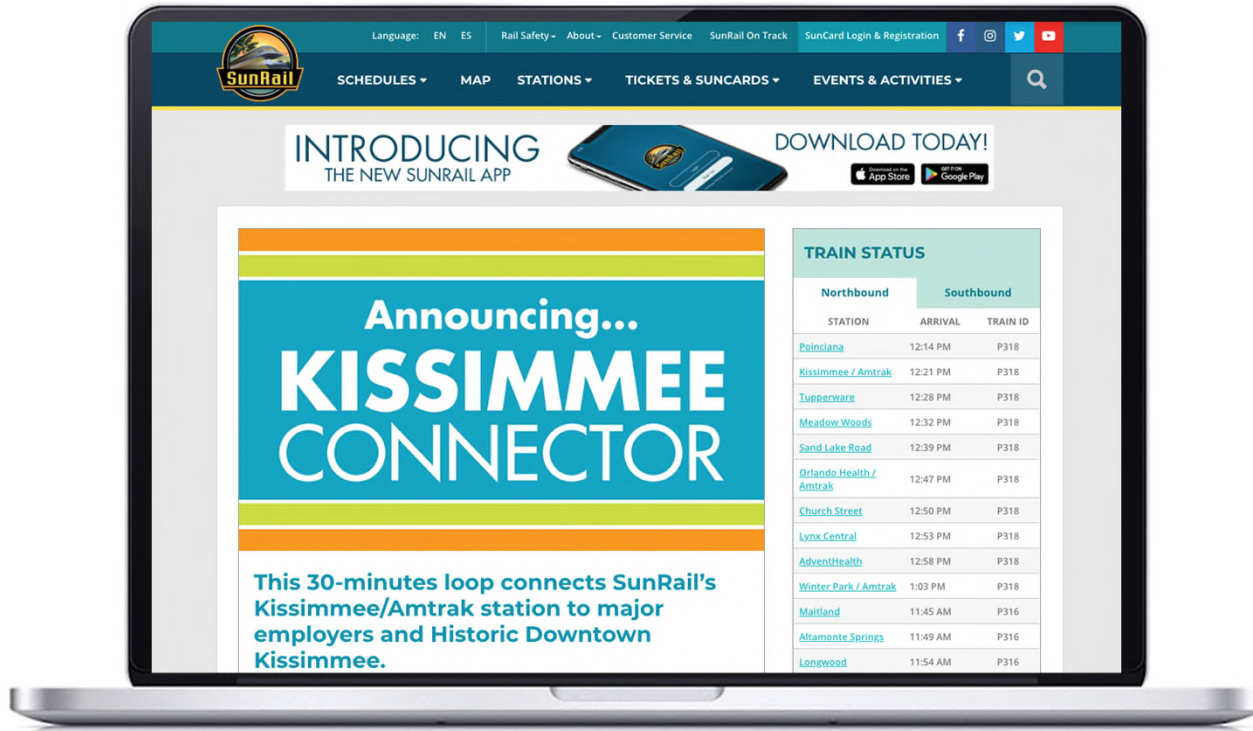 Language: EN ES Rail Safety About Customer Service SunRail On Track SunCard Login & Registration
SunRail
SCHEDULES MAP STATIONS TICKETS & SUNCARDS EVENTS & ACTIVITIES
INTRODUCING
THE NEW SUNRAIL APP
SunRail
DOWNLOAD TODAY!
Download on the
App Store
GET IT ON
Google Play
Announcing...
KISSIMMEE
CONNECTOR
This 30-minutes loop connects SunRail’s
Kissimmee/Amtrak station to major
employers and Historic Downtown
Kissimmee.
TRAIN STATUS
Northbound Southbound
STATION ARRIVAL TRAIN ID
Poinciana 12:14 PM P318
Kissimmee / Amtrak 12:21 PM P318
Tupperware 12:28 PM P318
Meadow Woods 12:32 PM P318
Sand Lake Road 12:39 PM P318
Orlando Health /
Amtrak 12:47 PM P318
Church Street 12:50 PM P318
Lynx Central 12:53 PM P318
AdventHealth 12:58 PM P318
Winter Park / Amtrak 1:03 PM P318
Maitland 11:45 AM P316
Altamonte Springs 11:49 AM P316
Longwood 11:54 AM P316